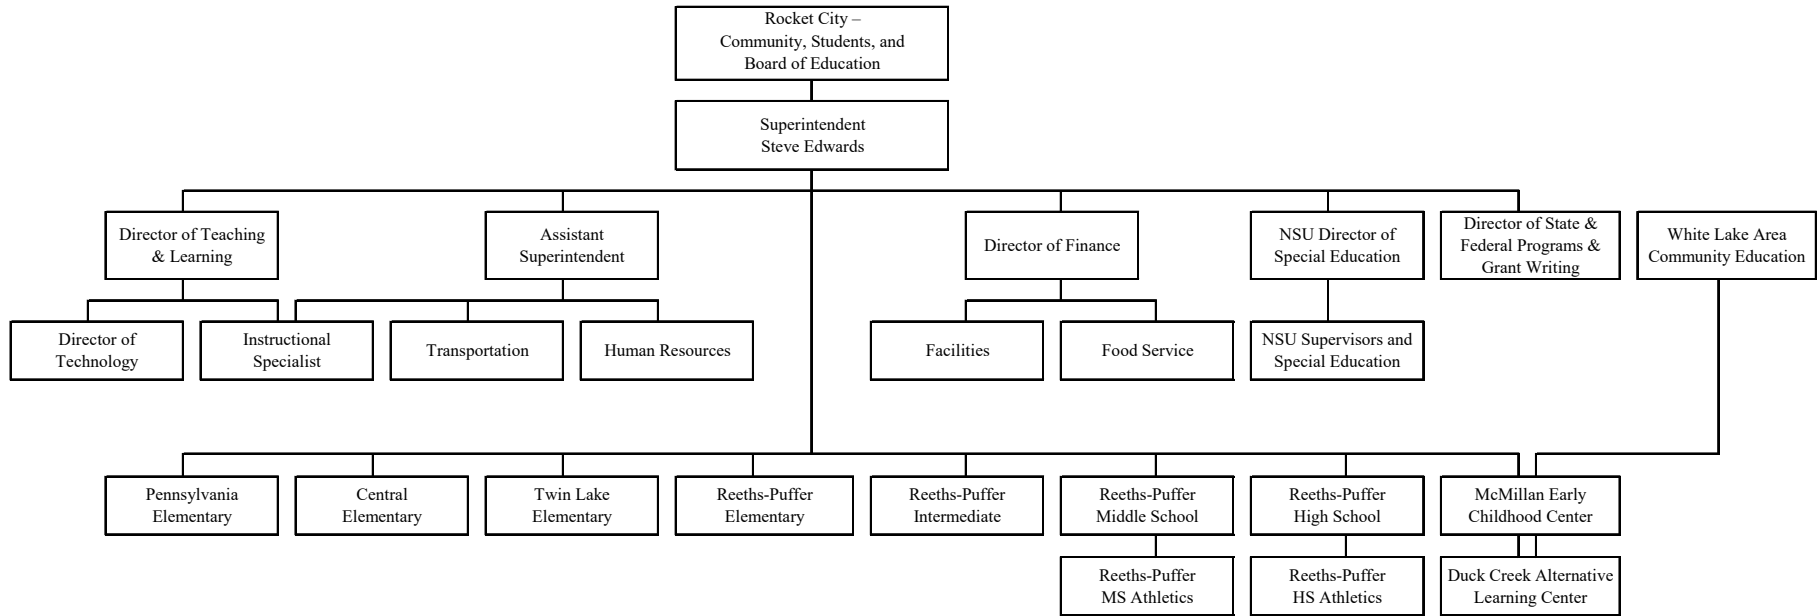 Rocket City –
Community, Students, and
Board of Education
Superintendent
Steve Edwards
Director of Teaching
& Learning
Assistant
Superintendent
Director of Finance
NSU Director of
Special Education
Director of State &
Federal Programs &
Grant Writing
White Lake Area
Community Education
Director of
Technology
Instructional
Specialist
Transportation
Human Resources
Facilities
Food Service
NSU Supervisors and
Special Education
Pennsylvania
Elementary
Central
Elementary
Twin Lake
Elementary
Reeths-Puffer
Elementary
Reeths-Puffer
Intermediate
Reeths-Puffer
Middle School
Reeths-Puffer
High School
McMillan Early
Childhood Center
Reeths-Puffer
MS Athletics
Reeths-Puffer
HS Athletics
Duck Creek Alternative
Learning Center